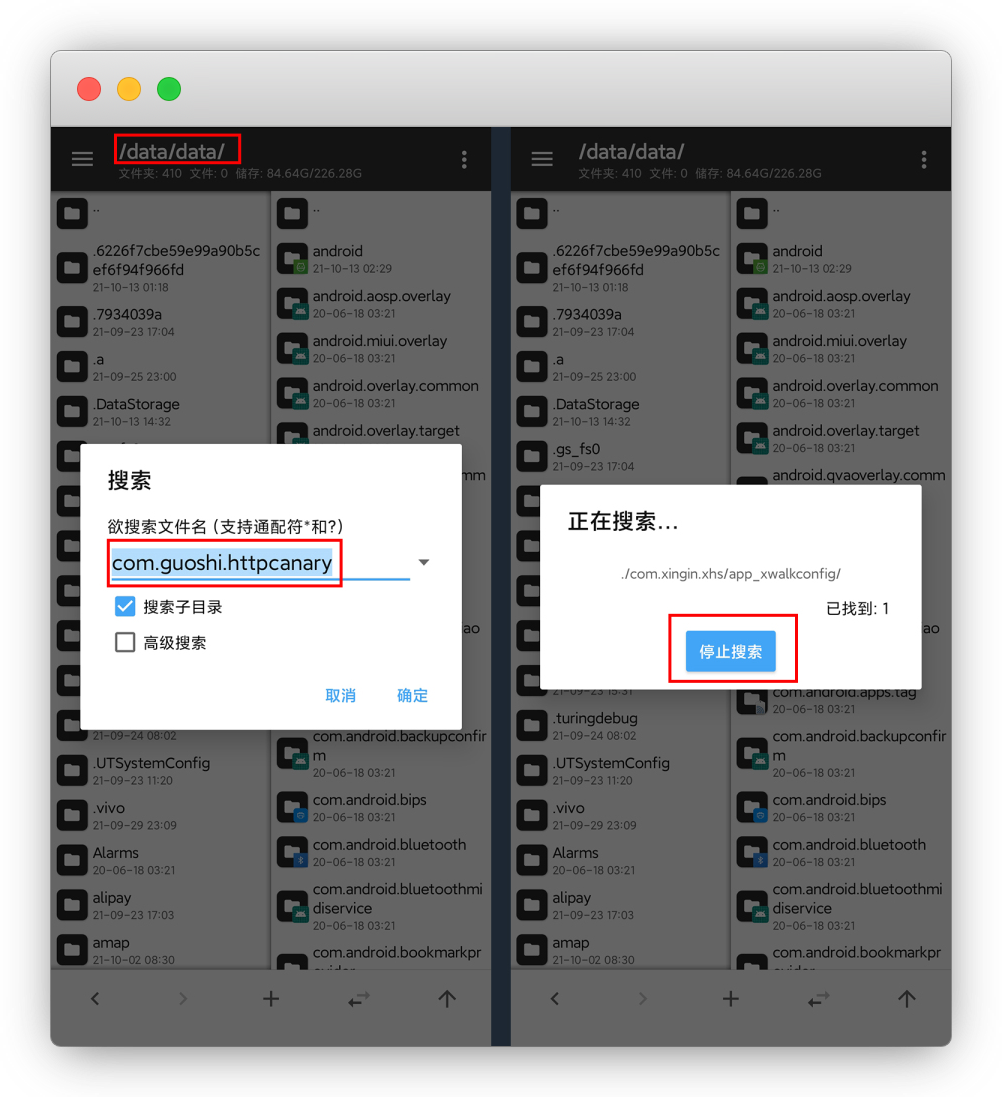 /data/data/
文件夹: 410 文件: 0 储存: 84.64G/226.28G
..
.6226f7cbe59e99a90b5c
ef6f94f966fd
21-10-13 01:18
.7934039a
21-09-23 17:04
.a
21-09-25 23:00
.DataStorage
21-10-13 14:32
..
android
21-10-13 02:29
android.aosp.overlay
20-06-18 03:21
android.miui.overlay
20-06-18 03:21
android.overlay.common
20-06-18 03:21
android.overlay.target
mm
搜索
欲搜索文件名 (支持通配符*和?)
com.guoshi.httpcanary
搜索子目录
高级搜索
取消
确定
ao
21-09-24 08:02
.UTSystemConfig
21-09-23 11:20
.vivo
21-09-29 23:09
Alarms
20-06-18 03:21
alipay
21-09-23 17:03
amap
21-10-02 08:30
com.android.backupconfir
m
20-06-18 03:21
com.android.bips
20-06-18 03:21
com.android.bluetooth
20-06-18 03:21
com.android.bluetoothmi
diservice
20-06-18 03:21
com.android.bookmarkpr
/data/data/
文件夹: 410 文件: 0 储存: 84.64G/226.28G
..
.6226f7cbe59e99a90b5c
ef6f94f966fd
21-10-13 01:18
.7934039a
21-09-23 17:04
.a
21-09-25 23:00
.DataStorage
21-10-13 14:32
.gs_fs0
21-09-23 17:04
..
android
21-10-13 02:29
android.aosp.overlay
20-06-18 03:21
android.miui.overlay
20-06-18 03:21
android.overlay.common
20-06-18 03:21
android.overlay.target
20-06-18 03:21
android.qvaoverlay.comm
正在搜索...
./com.xingin.xhs/app_xwalkconfig/
已找到: 1
停止搜索
ao
21-09-23 15:31
.turingdebug
21-09-24 08:02
.UTSystemConfig
21-09-23 11:20
.vivo
21-09-29 23:09
Alarms
20-06-18 03:21
alipay
21-09-23 17:03
amap
21-10-02 08:30
com.android.apps.tag
20-06-18 03:21
com.android.backupconfir
m
20-06-18 03:21
com.android.bips
20-06-18 03:21
com.android.bluetooth
20-06-18 03:21
com.android.bluetoothmi
diservice
20-06-18 03:21
com.android.bookmarkpr